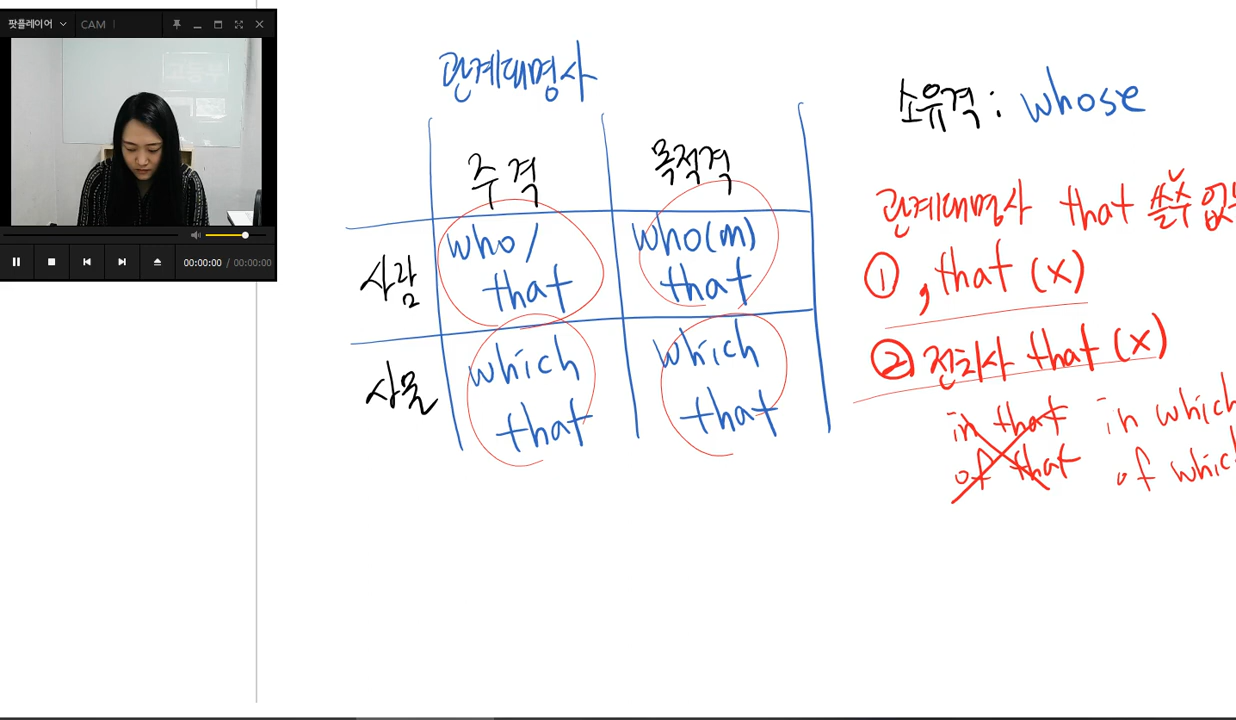 팟플레이어 CAM
고등부
00:00:00 / 00:00:00
관계대명사
주격 목적격
사람 who / that who(m) that
사물 which that which that
소유격 : whose
관계대명사 that 쓸수 없
① , that (x)
② 전치사 that (x)
in that in which
of that of which